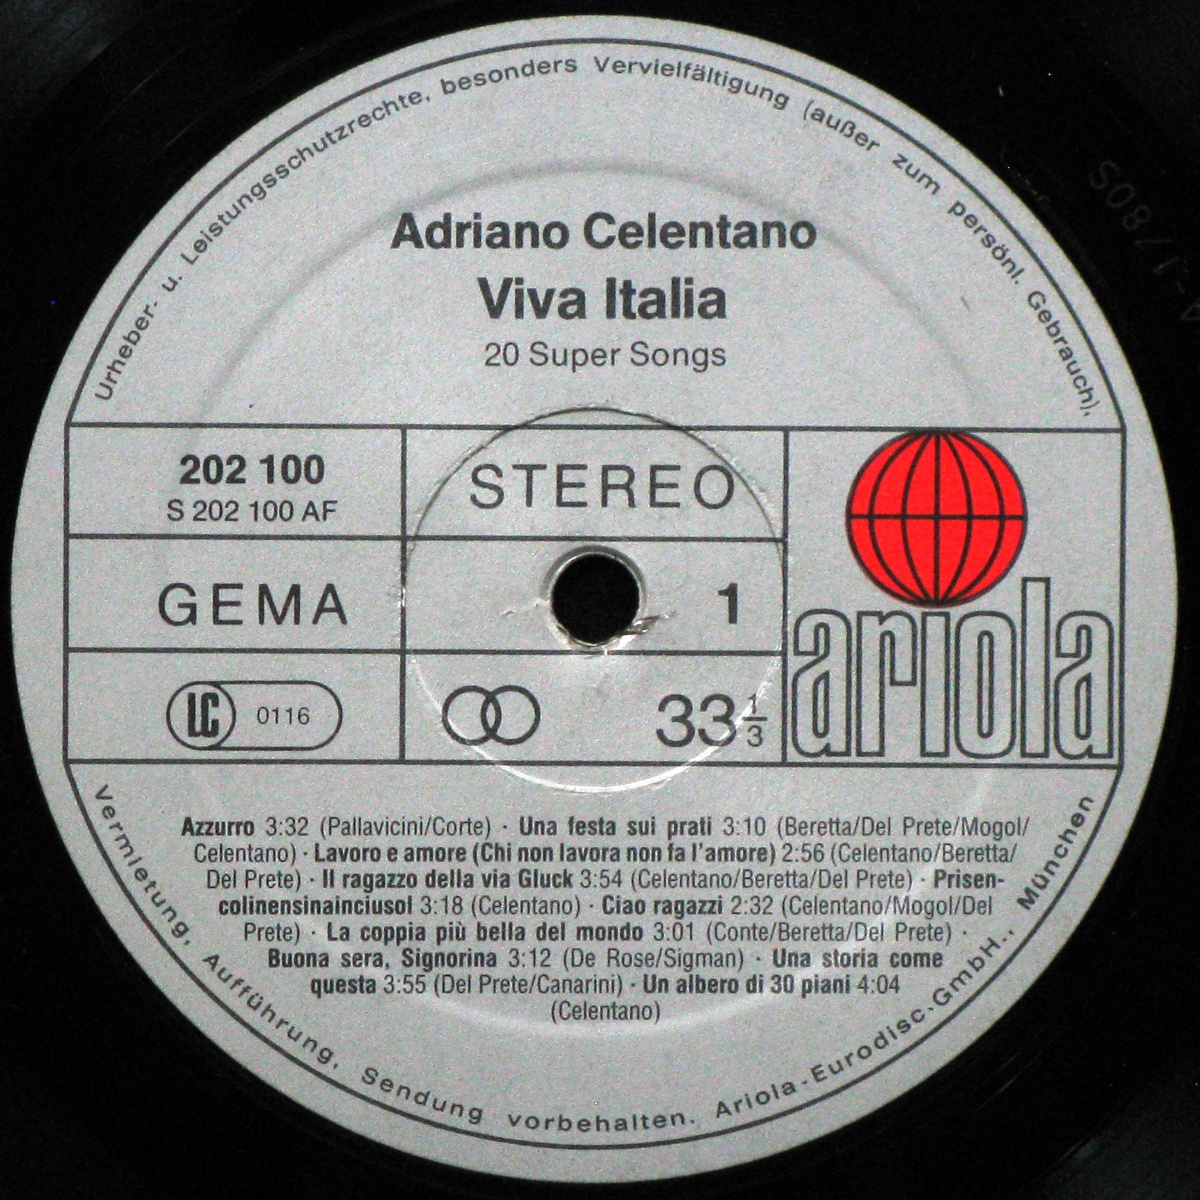 Urheber- u. Leistungsschutzrechte, besonders Vervielfältigung (außer zum persönl. Gebrauch),
Adriano Celentano
Viva Italia
20 Super Songs
202 100
S 202 100 AF
STEREO
GEMA
1
LC 0116
33 1/3
ariola
Azzurro 3:32 (Pallavicini/Corte) · Una festa sui prati 3:10 (Beretta/Del Prete/Mogol/
Celentano) · Lavoro e amore (Chi non lavora non fa l'amore) 2:56 (Celentano/Beretta/
Del Prete) · Il ragazzo della via Gluck 3:54 (Celentano/Beretta/Del Prete) · Prisen-
colinensinainciusol 3:18 (Celentano) · Ciao ragazzi 2:32 (Celentano/Mogol/Del
Prete) · La coppia più bella del mondo 3:01 (Conte/Beretta/Del Prete) ·
Buona sera, Signorina 3:12 (De Rose/Sigman) · Una storia come
questa 3:55 (Del Prete/Canarini) · Un albero di 30 piani 4:04
(Celentano)
Vermietung, Aufführung, Sendung vorbehalten. Ariola-Eurodisc.GmbH., München